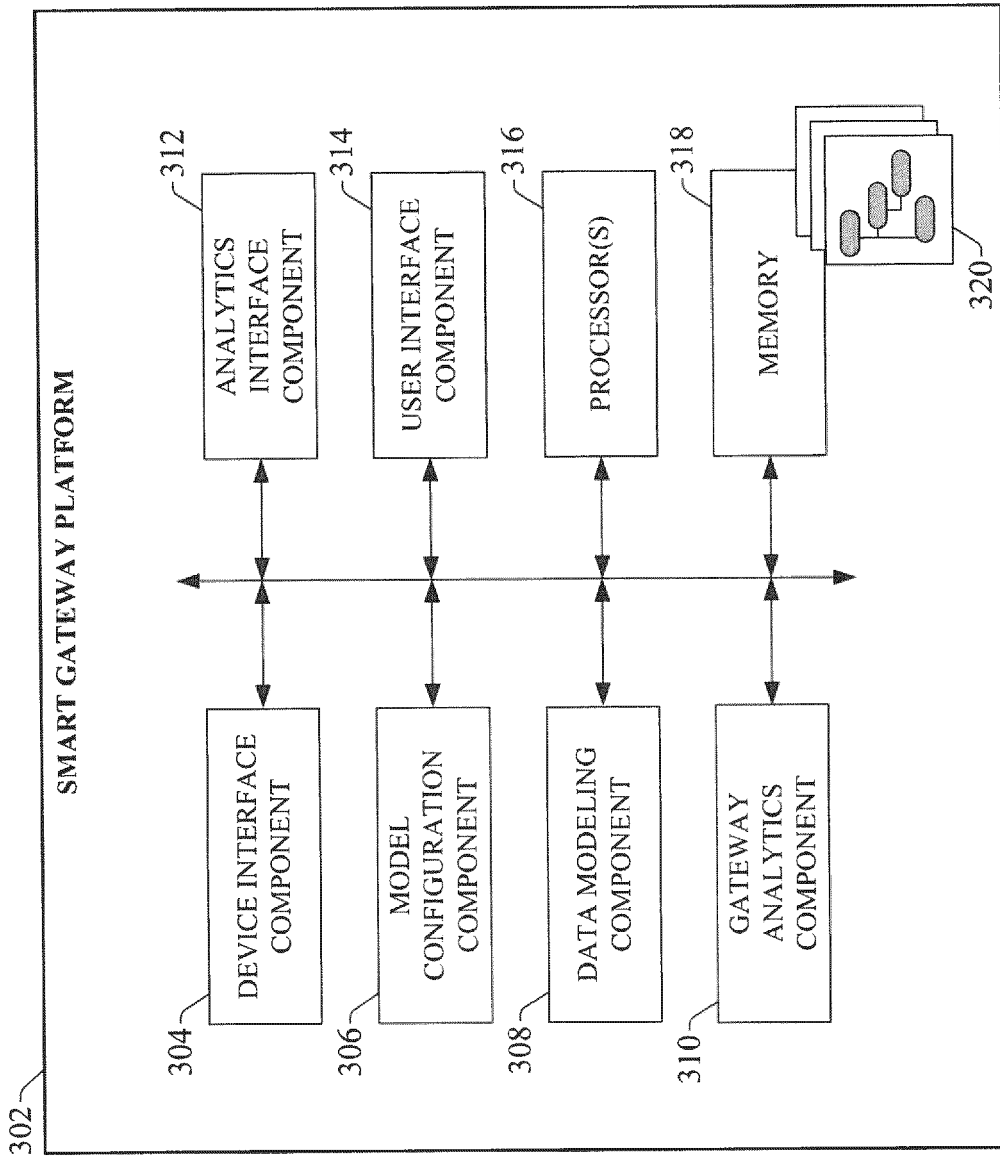 302
SMART GATEWAY PLATFORM
304
DEVICE INTERFACE
COMPONENT
306
MODEL
CONFIGURATION
COMPONENT
308
DATA MODELING
COMPONENT
310
GATEWAY
ANALYTICS
COMPONENT
312
ANALYTICS
INTERFACE
COMPONENT
314
USER INTERFACE
COMPONENT
316
PROCESSOR(S)
318
MEMORY
320